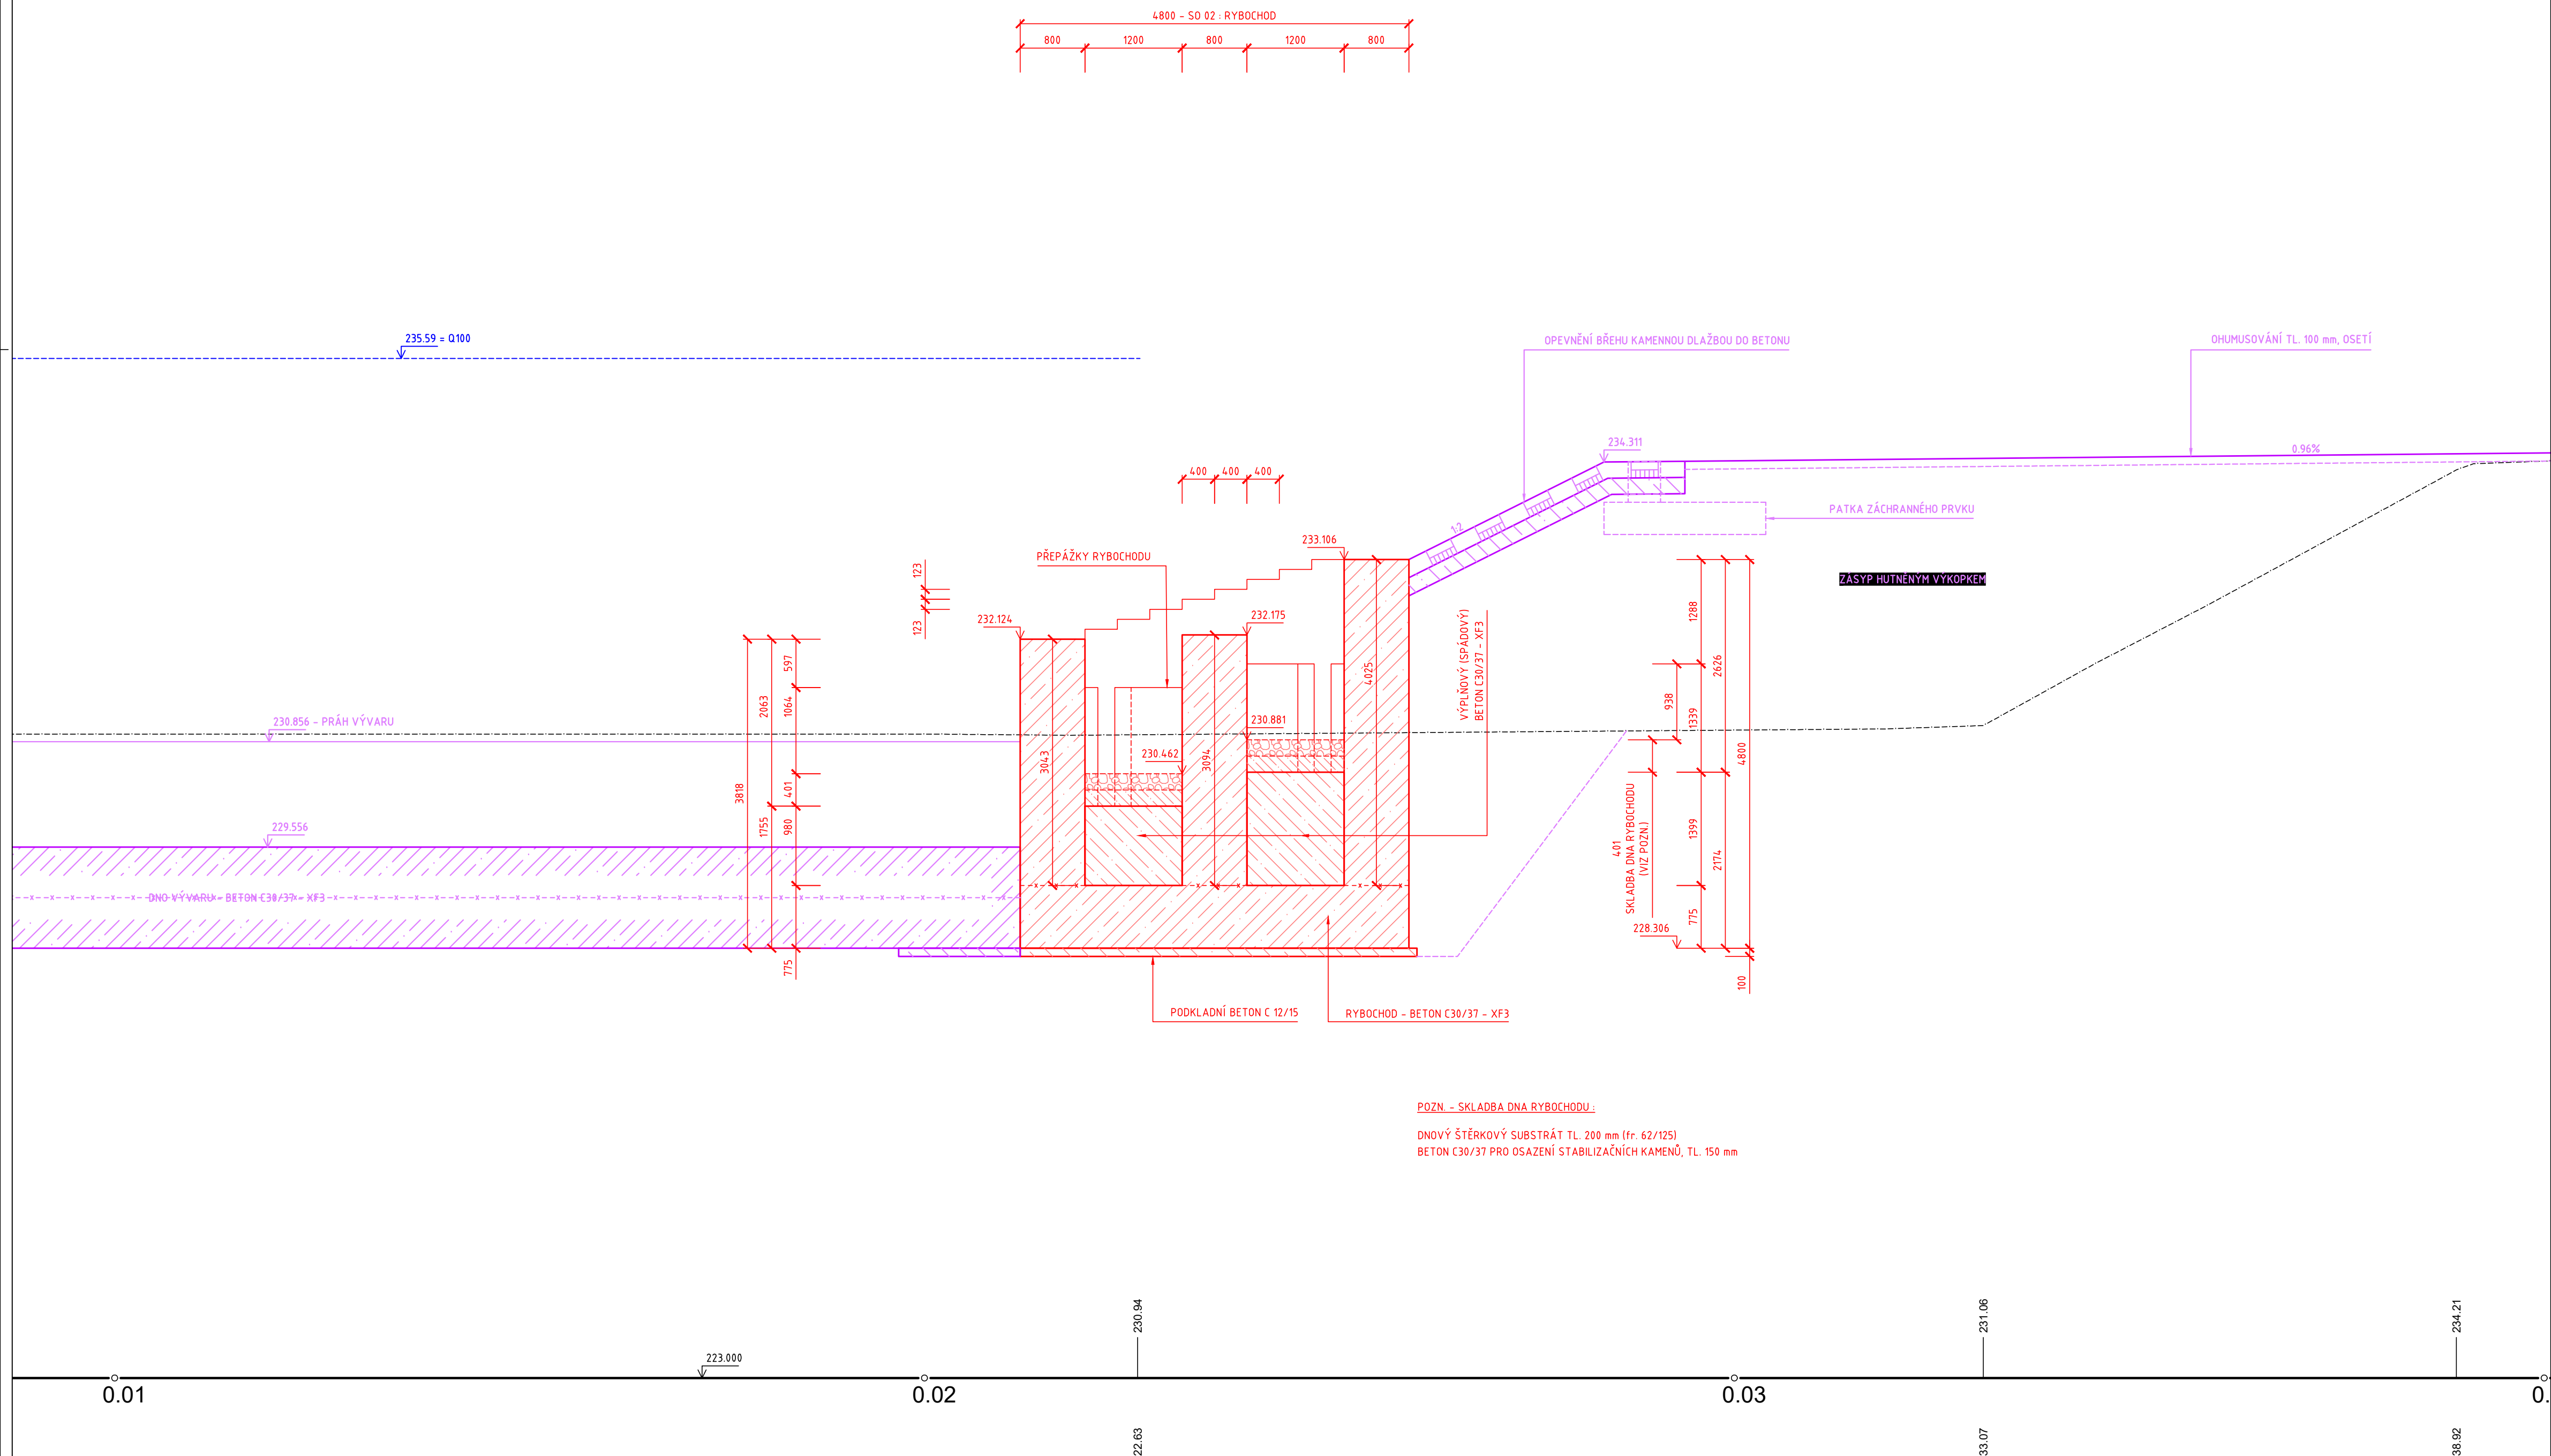 4800 - SO 02 : RYBOCHOD
800
1200
800
1200
800
235.59 = Q100
OPEVNĚNÍ BŘEHU KAMENNOU DLAŽBOU DO BETONU
OHUMUSOVÁNÍ TL. 100 mm, OSETÍ
234.311
0.96%
400
400
400
1:2
PATKA ZÁCHRANNÉHO PRVKU
233.106
PŘEPÁŽKY RYBOCHODU
123
123
ZÁSYP HUTNĚNÝM VÝKOPKEM
232.124
232.175
597
1064
401
980
775
2063
1755
3818
3043
3094
4025
VÝPLŇOVÝ (SPÁDOVÝ)
BETON C30/37 - XF3
1288
938
1339
2626
4800
1399
2174
775
100
401
SKLADBA DNA RYBOCHODU
(VIZ POZN.)
230.856 - PRÁH VÝVARU
230.881
230.462
229.556
DNO VÝVARU - BETON C30/37 - XF3
228.306
PODKLADNÍ BETON C 12/15
RYBOCHOD - BETON C30/37 - XF3
POZN. - SKLADBA DNA RYBOCHODU :
DNOVÝ ŠTĚRKOVÝ SUBSTRÁT TL. 200 mm (fr. 62/125)
BETON C30/37 PRO OSAZENÍ STABILIZAČNÍCH KAMENŮ, TL. 150 mm
230.94
231.06
234.21
223.000
0.01
0.02
0.03
0.
22.63
33.07
38.92